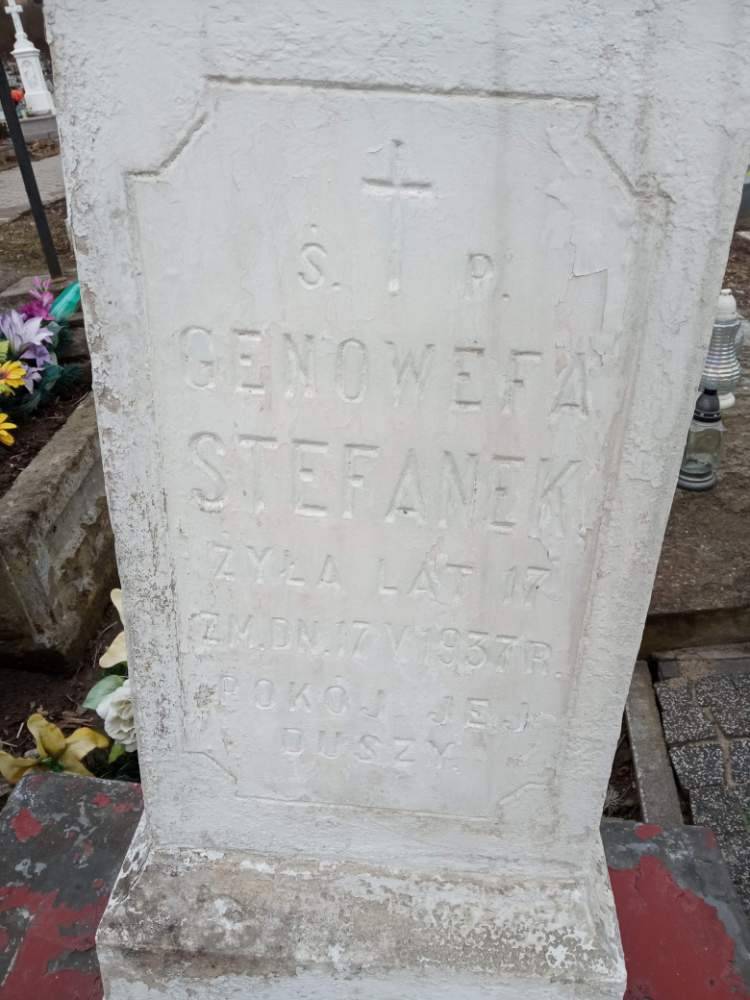 Ś. P.
GENOWEFA
STEFANEK.
ŻYŁA LAT 17
ZM. DN. 17 V 1937 R.
POKÓJ JEJ
DUSZY.